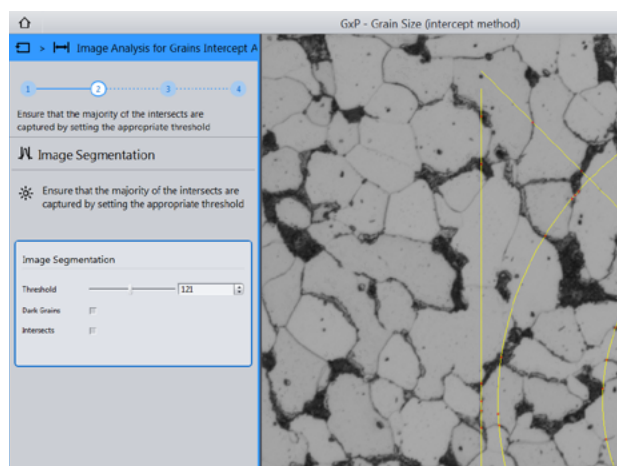 GxP - Grain Size (intercept method)
> Image Analysis for Grains Intercept A
1 2 3 4
Ensure that the majority of the intersects are
captured by setting the appropriate threshold
Image Segmentation
Ensure that the majority of the intersects are
captured by setting the appropriate threshold
Image Segmentation
Threshold 121
Dark Grains
Intersects